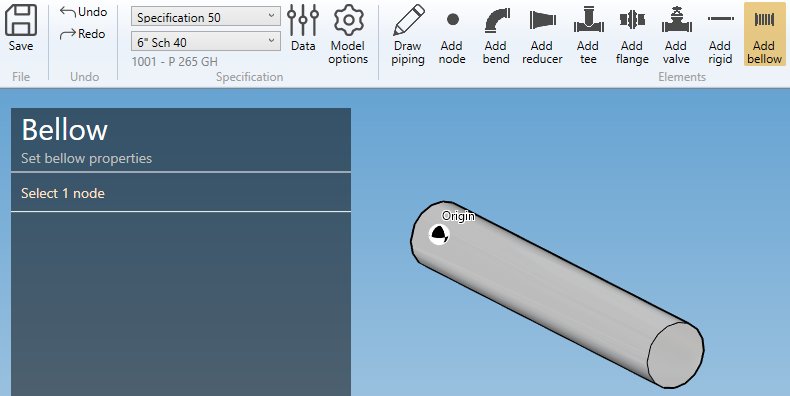 Save
Undo
Redo
File
Undo
Specification 50
6" Sch 40
1001 - P 265 GH
Data
Model
options
Specification
Draw
piping
Add
node
Add
bend
Add
reducer
Add
tee
Add
flange
Add
valve
Add
rigid
Add
bellow
Elements
Bellow
Set bellow properties
Select 1 node
Origin